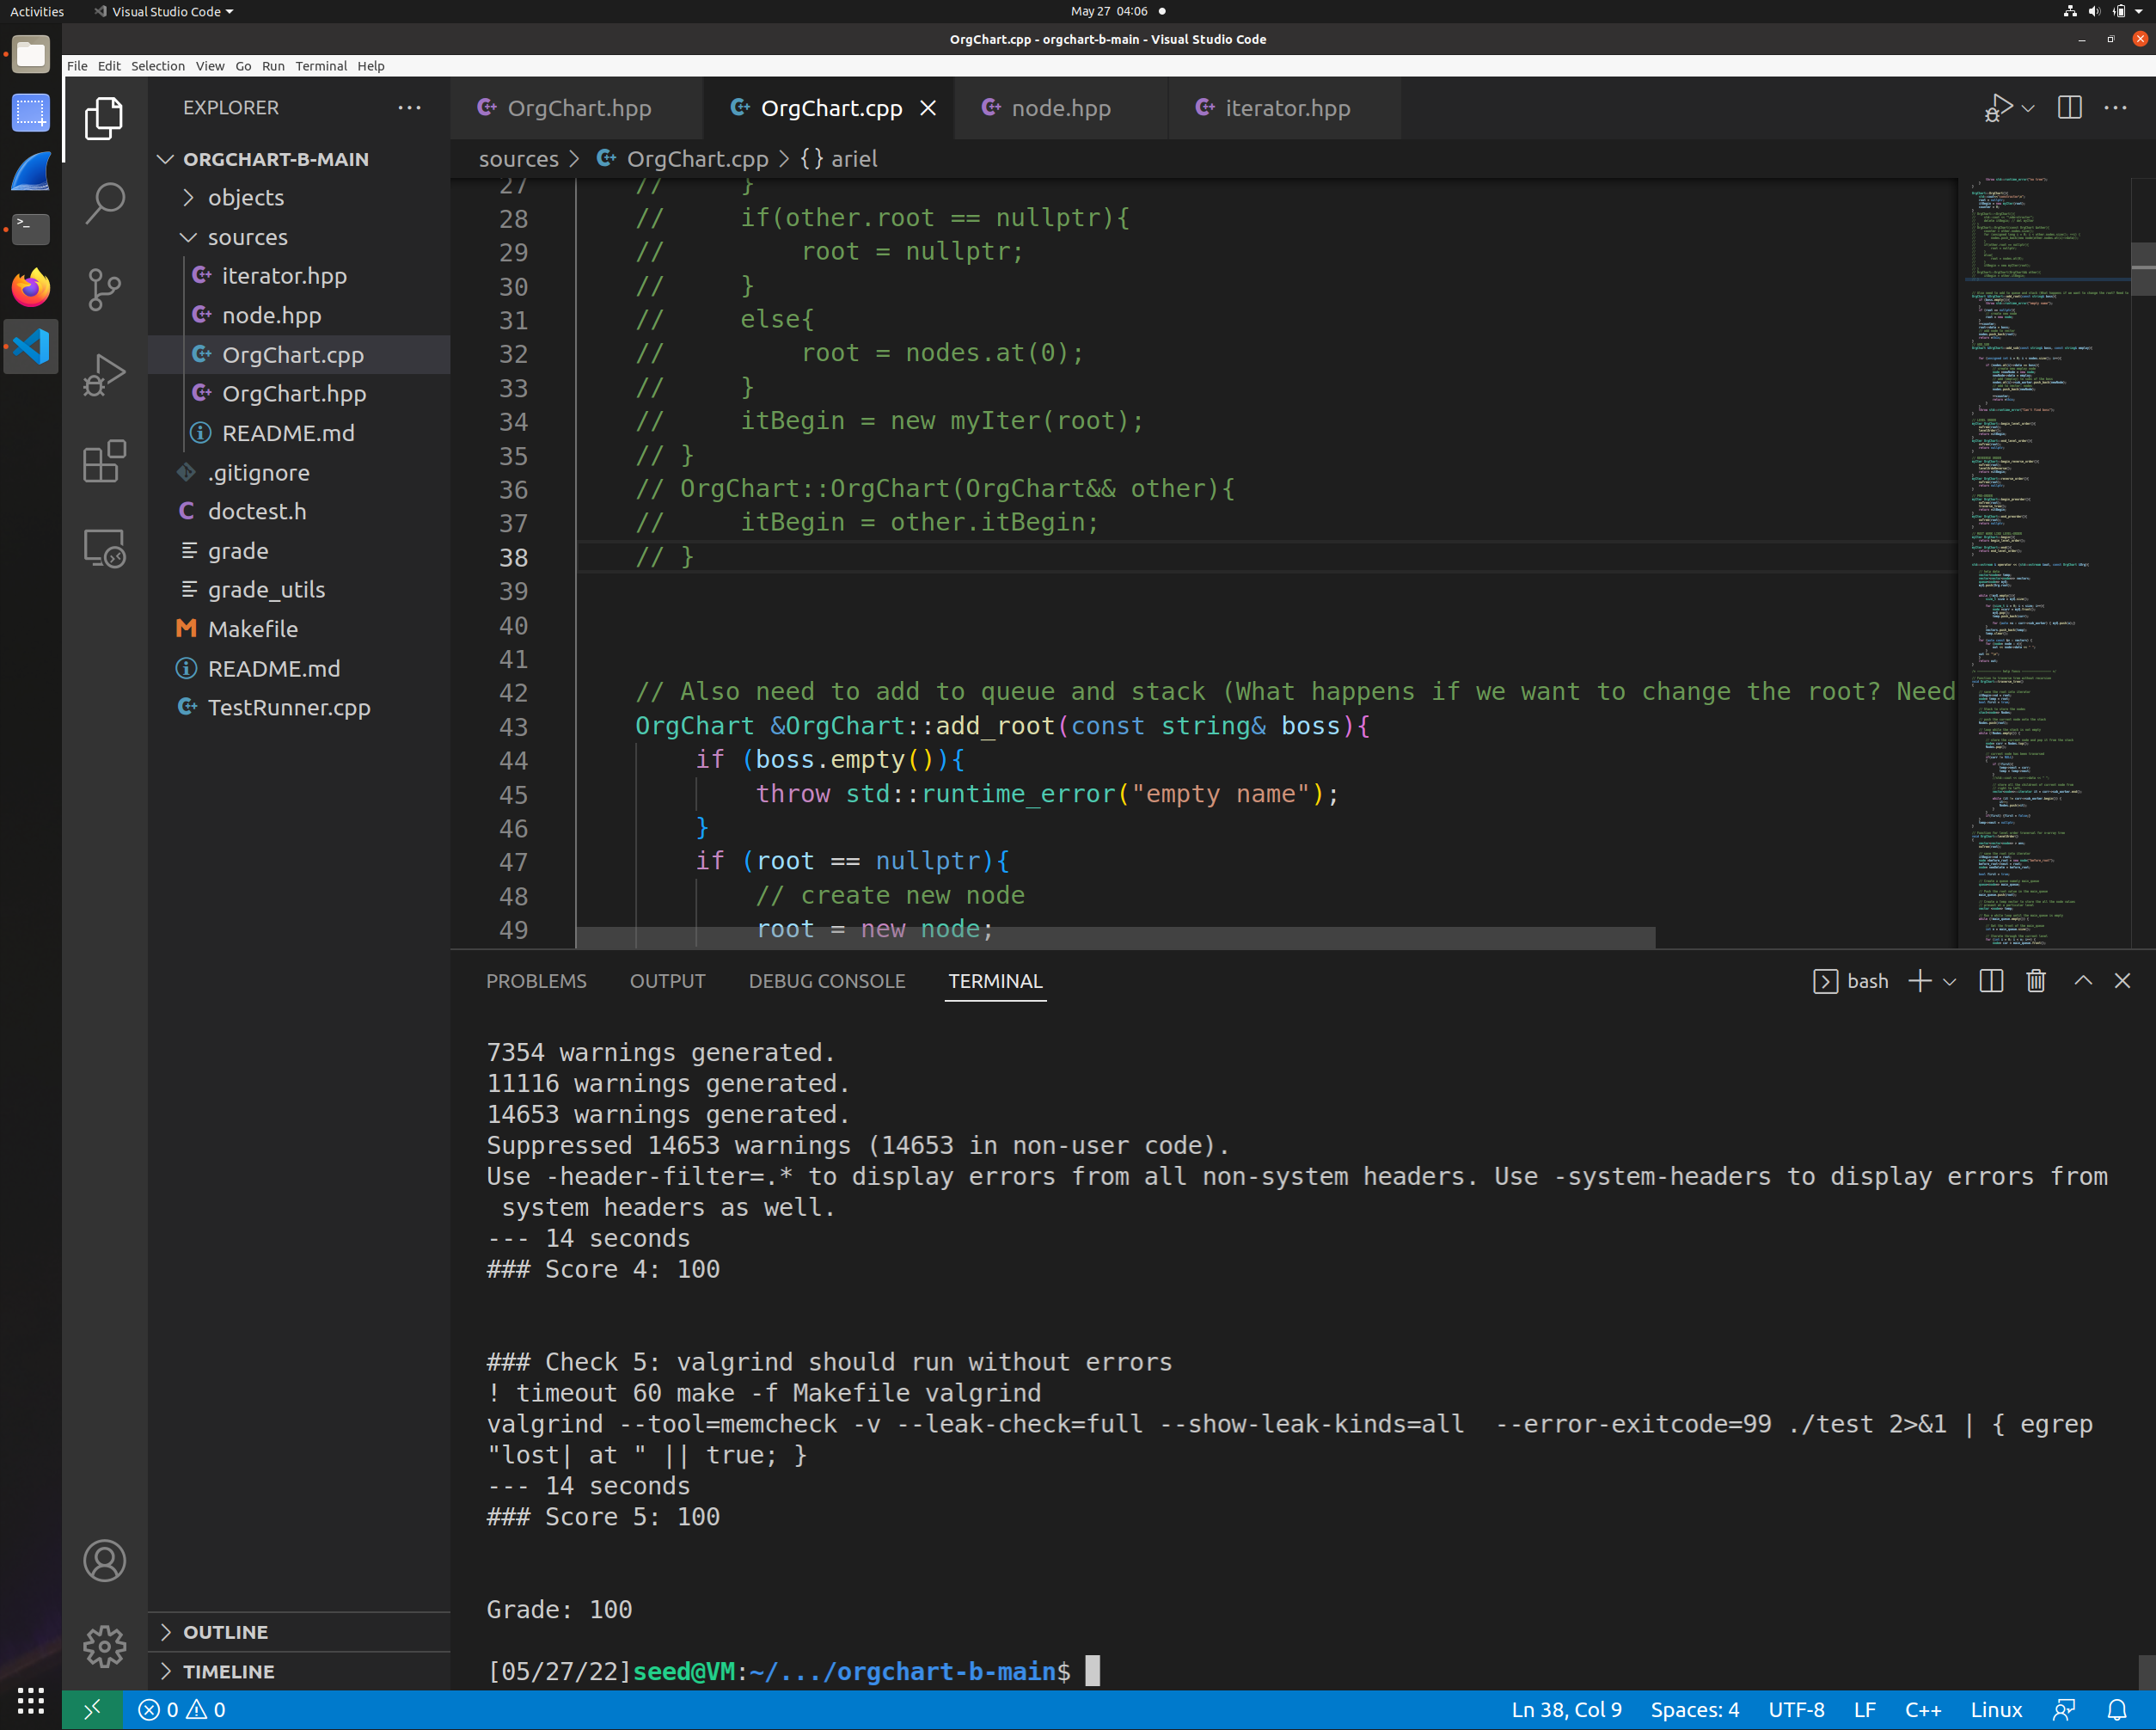 Activities
Visual Studio Code
May 27 04:06
OrgChart.cpp - orgchart-b-main - Visual Studio Code
File Edit Selection View Go Run Terminal Help
EXPLORER
ORGCHART-B-MAIN
objects
sources
iterator.hpp
node.hpp
OrgChart.cpp
OrgChart.hpp
README.md
.gitignore
doctest.h
grade
grade_utils
Makefile
README.md
TestRunner.cpp
OUTLINE
TIMELINE
OrgChart.hpp
OrgChart.cpp
node.hpp
iterator.hpp
sources > OrgChart.cpp > {} ariel
27 //     }
28 //     if(other.root == nullptr){
29 //         root = nullptr;
30 //     }
31 //     else{
32 //         root = nodes.at(0);
33 //     }
34 //     itBegin = new myIter(root);
35 // }
36 // OrgChart::OrgChart(OrgChart&& other){
37 //     itBegin = other.itBegin;
38 // }
39
40
41
42 // Also need to add to queue and stack (What happens if we want to change the root? Need
43 OrgChart &OrgChart::add_root(const string& boss){
44     if (boss.empty()){
45         throw std::runtime_error("empty name");
46     }
47     if (root == nullptr){
48         // create new node
49         root = new node;
PROBLEMS OUTPUT DEBUG CONSOLE TERMINAL
bash
7354 warnings generated.
11116 warnings generated.
14653 warnings generated.
Suppressed 14653 warnings (14653 in non-user code).
Use -header-filter=.* to display errors from all non-system headers. Use -system-headers to display errors from
system headers as well.
--- 14 seconds
### Score 4: 100
### Check 5: valgrind should run without errors
! timeout 60 make -f Makefile valgrind
valgrind --tool=memcheck -v --leak-check=full --show-leak-kinds=all  --error-exitcode=99 ./test 2>&1 | { egrep
"lost| at " || true; }
--- 14 seconds
### Score 5: 100
Grade: 100
[05/27/22]seed@VM:~/.../orgchart-b-main$
0 0
Ln 38, Col 9 Spaces: 4 UTF-8 LF C++ Linux